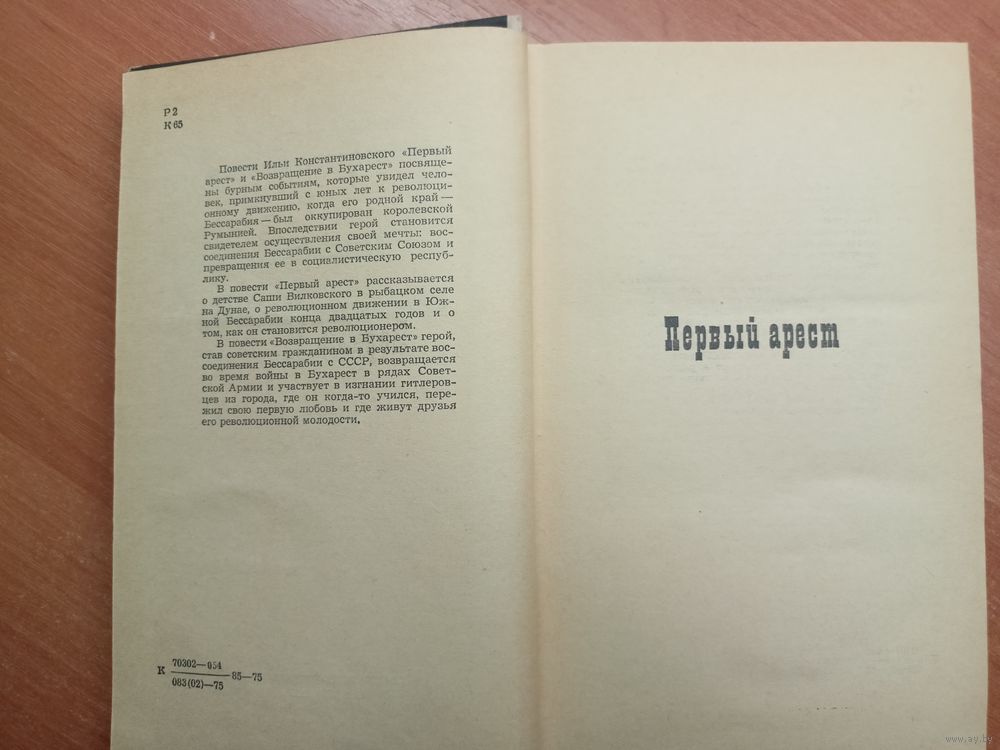 Р2
К65
Повести Ильи Константиновского «Первый
арест» и «Возвращение в Бухарест» посвяще-
ны бурным событиям, которые увидел чело-
век, примкнувший с юных лет к революци-
онному движению, когда его родной край —
Бессарабия — был оккупирован королевской
Румынией. Впоследствии герой становится
свидетелем осуществления своей мечты: вос-
соединения Бессарабии с Советским Союзом и
превращения ее в социалистическую респуб-
лику.
В повести «Первый арест» рассказывается
о детстве Саши Вилковского в рыбацком селе
на Дунае, о революционном движении в Юж-
ной Бессарабии конца двадцатых годов и о
том, как он становится революционером.
В повести «Возвращение в Бухарест» герой,
став советским гражданином в результате вос-
соединения Бессарабии с СССР, возвращается
во время войны в Бухарест в рядах Совет-
ской Армии и участвует в изгнании гитлеров-
цев из города, где он когда-то учился, пере-
жил свою первую любовь и где живут друзья
его революционной молодости.
К 70302—054
083(02)—75 85—75
Первый арест
www.ay.by